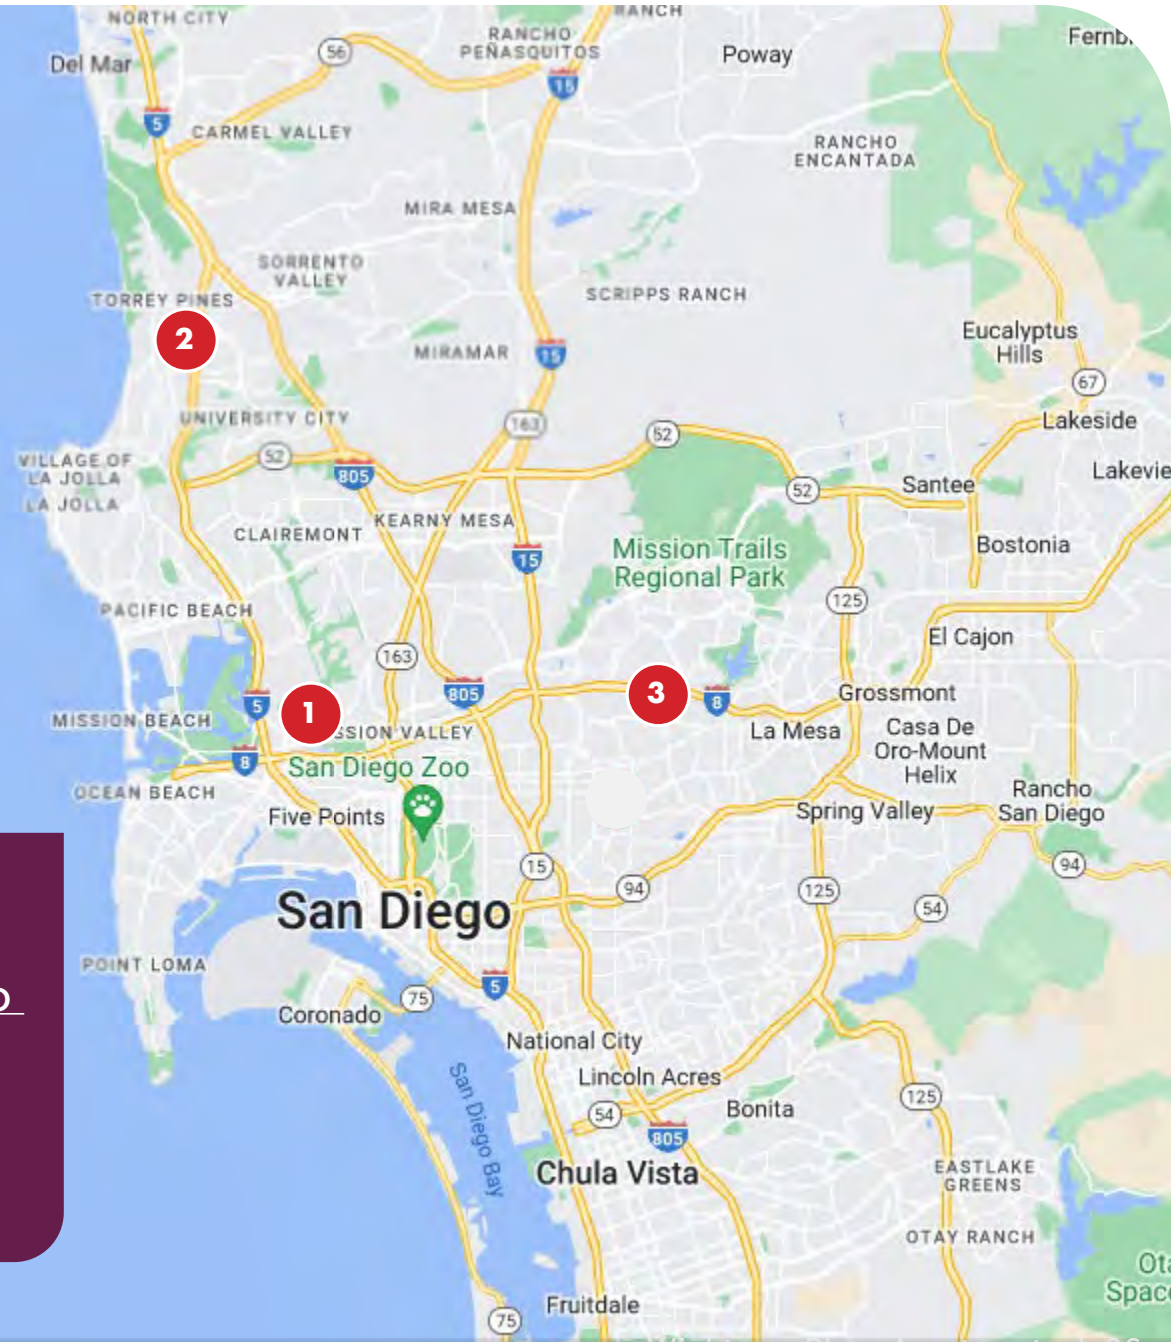 NORTH CITY
RANCH
Del Mar
56
RANCHO
PEÑASQUITOS
Poway
15
5
CARMEL VALLEY
RANCHO
ENCANTADA
MIRA MESA
SORRENTO
VALLEY
TORREY PINES
SCRIPPS RANCH
2
MIRAMAR
15
Eucalyptus
Hills
67
UNIVERSITY CITY
163
52
Lakeside
VILLAGE OF
LA JOLLA
52
805
52
Santee
LA JOLLA
CLAIREMONT
KEARNY MESA
15
Mission Trails
Regional Park
Bostonia
125
PACIFIC BEACH
El Cajon
163
805
3
8
Grossmont
5
1
MISSION BEACH
VALLEY
La Mesa
Casa De
Oro-Mount
Helix
8
San Diego Zoo
OCEAN BEACH
Five Points
Spring Valley
Rancho
San Diego
15
94
94
125
54
San Diego
POINT LOMA
5
75
Coronado
National City
San Diego Bay
Lincoln Acres
54
805
Bonita
125
Chula Vista
EASTLAKE
GREENS
OTAY RANCH
Fruitdale
75